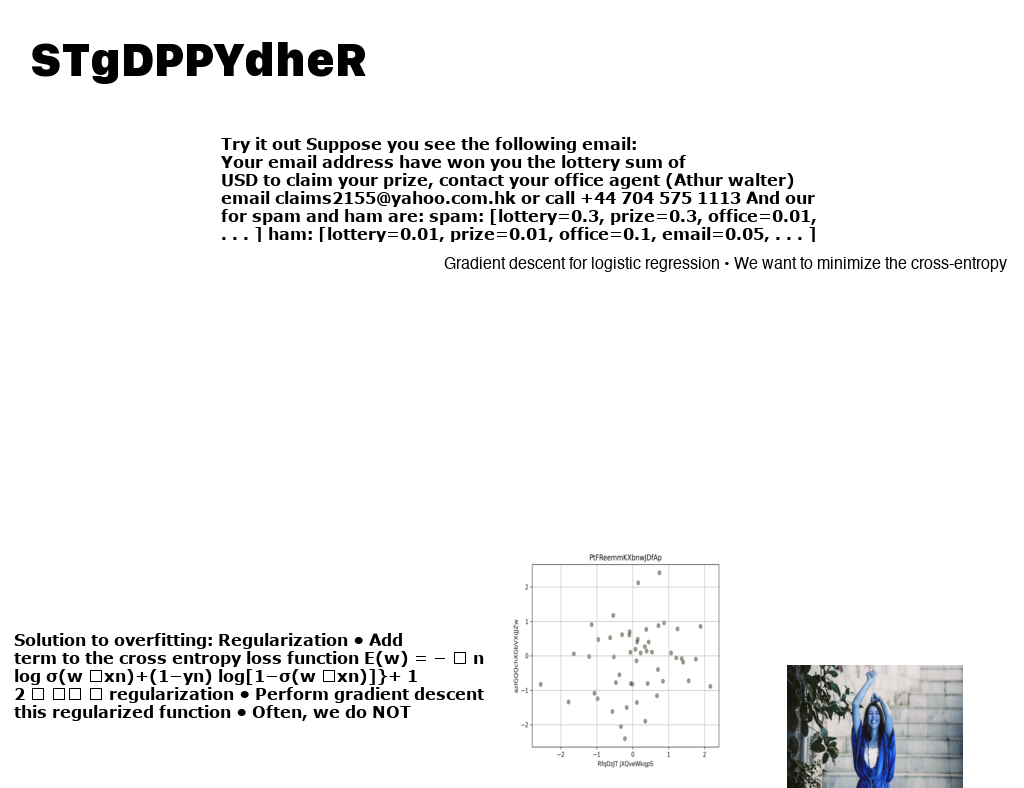 STgDPPYdheR
Try it out Suppose you see the following email:
Your email address have won you the lottery sum of
USD to claim your prize, contact your office agent (Athur walter)
email claims2155@yahoo.com.hk or call +44 704 575 1113 And our
for spam and ham are: spam: [lottery=0.3, prize=0.3, office=0.01,
. . . ] ham: [lottery=0.01, prize=0.01, office=0.1, email=0.05, . . . ]
Gradient descent for logistic regression • We want to minimize the cross-entropy
PtFReemmKXbnwJDfAp
2
1
0
−1
−2
−2 −1 0 1 2
RfqDzJT jXQveWkqpS
Solution to overfitting: Regularization • Add
term to the cross entropy loss function E(w) = − □ n
log σ(w □xn)+(1−yn) log[1−σ(w □xn)]}+ 1
2 □ □□ □ regularization • Perform gradient descent
this regularized function • Often, we do NOT